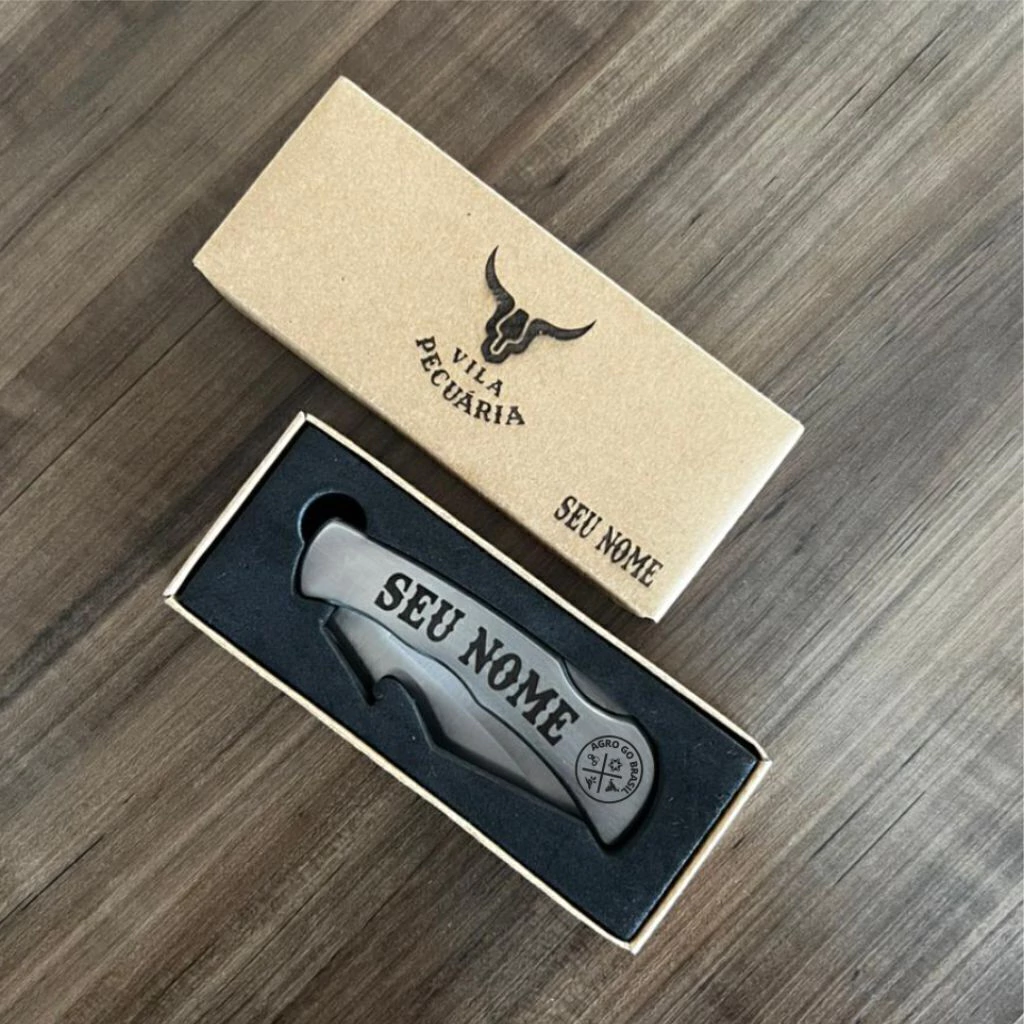 VILA
PECUÁRIA
SEU NOME
SEU NOME
AGRO GO BRASIL